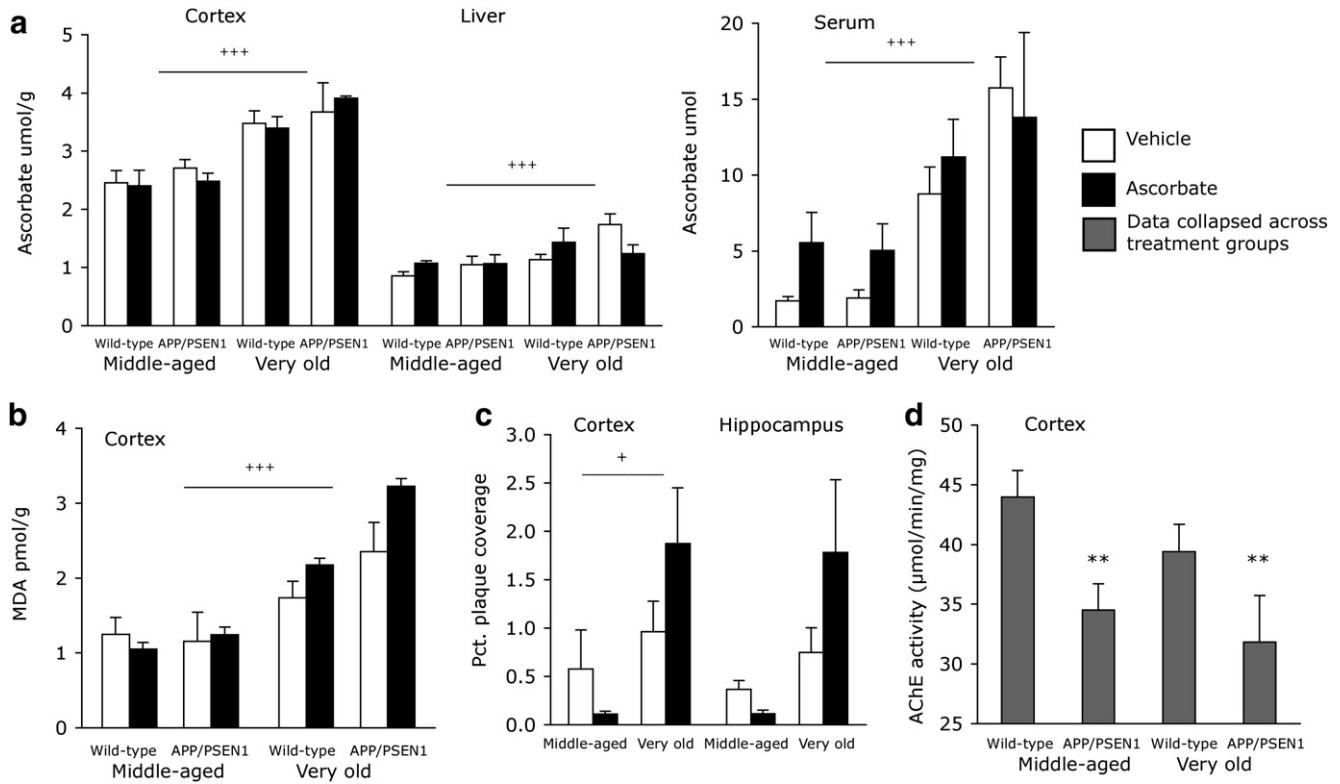 a
Cortex
Liver
Serum
Ascorbate umol/g
5
4
3
2
1
0
+++
+++
Wild-type APP/PSEN1 Wild-type APP/PSEN1 Wild-type APP/PSEN1 Wild-type APP/PSEN1
Middle-aged Very old Middle-aged Very old
Ascorbate umol
20
15
10
5
0
+++
Wild-type APP/PSEN1 Wild-type APP/PSEN1
Middle-aged Very old
Vehicle
Ascorbate
Data collapsed across
treatment groups
b
Cortex
MDA pmol/g
4
3
2
1
0
+++
Wild-type APP/PSEN1 Wild-type APP/PSEN1
Middle-aged Very old
c
Cortex
Hippocampus
Pct. plaque coverage
3.0
2.5
2.0
1.5
1.0
0.5
0.0
+
Middle-aged Very old Middle-aged Very old
d
Cortex
AChE activity (μmol/min/mg)
50
45
40
35
30
25
**
**
Wild-type APP/PSEN1 Wild-type APP/PSEN1
Middle-aged Very old